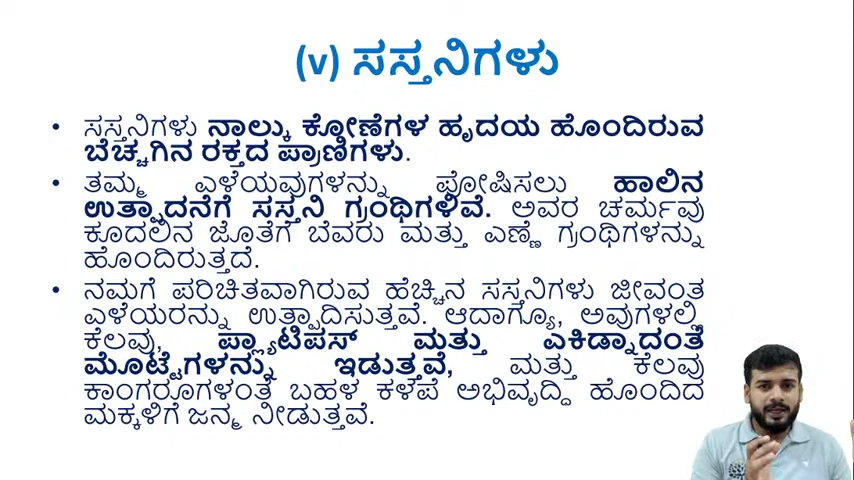 (v) ಸಸ್ತನಿಗಳು
• ಸಸ್ತನಿಗಳು ನಾಲ್ಕು ಕೋಣೆಗಳ ಹೃದಯ ಹೊಂದಿರುವ
ಬೆಚ್ಚಗಿನ ರಕ್ತದ ಪ್ರಾಣಿಗಳು.
• ತಮ್ಮ ಎಳೆಯವುಗಳನ್ನು ಪೋಷಿಸಲು ಹಾಲಿನ
ಉತ್ಪಾದನೆಗೆ ಸಸ್ತನಿ ಗ್ರಂಥಿಗಳಿವೆ. ಅವರ ಚರ್ಮವು
ಕೂದಲಿನ ಜೊತೆಗೆ ಬೆವರು ಮತ್ತು ಎಣ್ಣೆ ಗ್ರಂಥಿಗಳನ್ನು
ಹೊಂದಿರುತ್ತದೆ.
• ನಮಗೆ ಪರಿಚಿತವಾಗಿರುವ ಹೆಚ್ಚಿನ ಸಸ್ತನಿಗಳು ಜೀವಂತ
ಎಳೆಯರನ್ನು ಉತ್ಪಾದಿಸುತ್ತವೆ. ಆದಾಗ್ಯೂ, ಅವುಗಳಲ್ಲಿ
ಕೆಲವು, ಪ್ಲಾಟಿಪಸ್ ಮತ್ತು ಎಕಿಡ್ನಾದಂತೆ
ಮೊಟ್ಟೆಗಳನ್ನು ಇಡುತ್ತವೆ, ಮತ್ತು ಕೆಲವು
ಕಾಂಗರೂಗಳಂತೆ ಬಹಳ ಕಳಪೆ ಅಭಿವೃದ್ಧಿ ಹೊಂದಿದ
ಮಕ್ಕಳಿಗೆ ಜನ್ಮ ನೀಡುತ್ತವೆ.